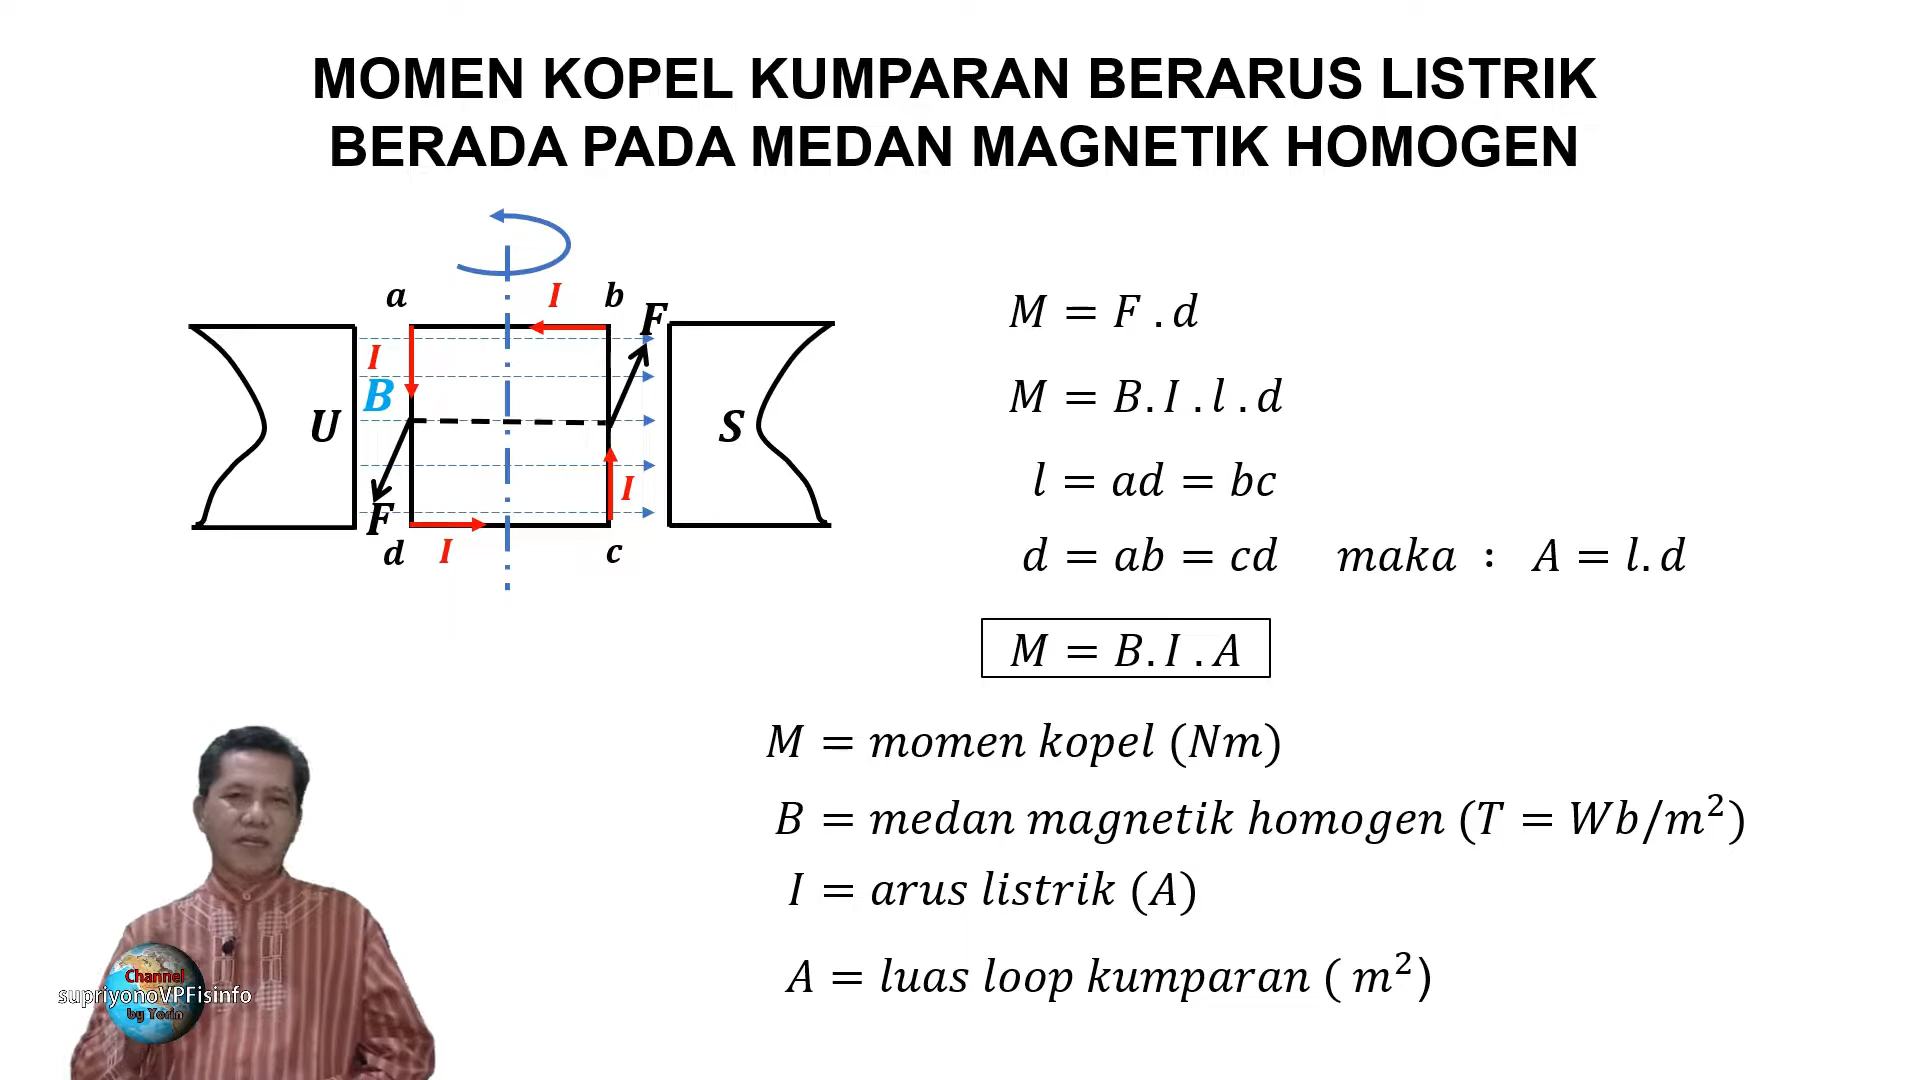 MOMEN KOPEL KUMPARAN BERARUS LISTRIK
BERADA PADA MEDAN MAGNETIK HOMOGEN
a
I
b
F
I
B
U
S
I
F
d
I
c
M = F . d
M = B. I . l . d
l = ad = bc
d = ab = cd maka : A = l. d
M = B. I . A
M = momen kopel (Nm)
B = medan magnetik homogen (T = Wb/m²)
I = arus listrik (A)
A = luas loop kumparan ( m²)
Channel
supriyonoVPFisinfo
by Yorin